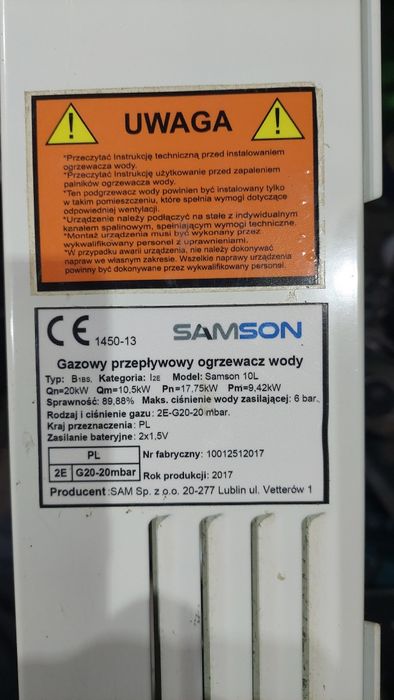 UWAGA
*Przeczytać Instrukcję techniczną przed instalowaniem
ogrzewacza wody.
*Przeczytać Instrukcję użytkowanie przed zapaleniem
palników ogrzewacza wody.
*Ten podgrzewacz wody powinien być instalowany tylko
w takim pomieszczeniu, które spełnia wymogi dotyczące
odpowiedniej wentylacji.
*Urządzenie należy podłączyć na stałe z indywidualnym
kanałem spalinowym, spełniającym wymogi techniczne.
*Montaż urządzenia musi być wykonany przez
wykwalifikowany personel z uprawnieniami.
*W przypadku awarii urządzenia, nie należy dokonywać
napraw we własnym zakresie. Wszelkie naprawy urządzenia
powinny być dokonywane przez wykwalifikowany personel.
CE 1450-13 SAMSON
Gazowy przepływowy ogrzewacz wody
Typ: B11BS, Kategoria: I2E Model: Samson 10L
Qn=20kW Qm=10,5kW Pn=17.75kW Pm=9,42kW
Sprawność: 89,88% Maks. ciśnienie wody zasilającej: 6 bar.
Rodzaj i ciśnienie gazu: 2E-G20-20 mbar.
Kraj przeznaczenia: PL
Zasilanie bateryjne: 2x1,5V
PL Nr fabryczny: 10012512017
2E G20-20mbar Rok produkcji: 2017
Producent:SAM Sp. z o.o. 20-277 Lublin ul. Vetterów 1